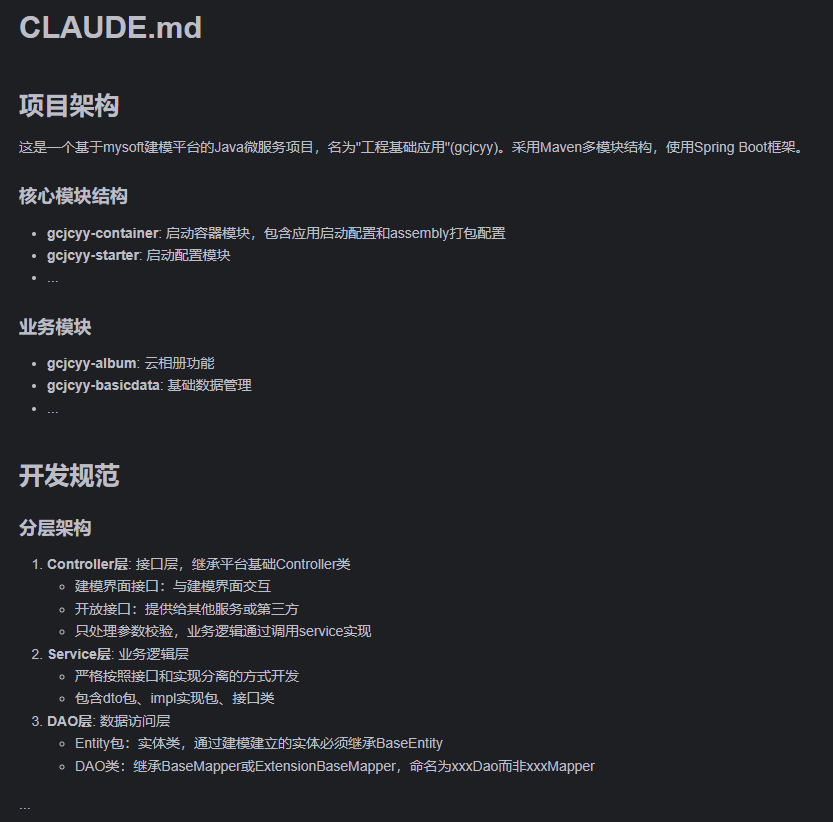 CLAUDE.md
项目架构
这是一个基于mysoft建模平台的Java微服务项目，名为"工程基础应用"(gcjcyy)。采用Maven多模块结构，使用Spring Boot框架。
核心模块结构
• gcjcyy-container: 启动容器模块，包含应用启动配置和assembly打包配置
• gcjcyy-starter: 启动配置模块
• ...
业务模块
• gcjcyy-album: 云相册功能
• gcjcyy-basicdata: 基础数据管理
• ...
开发规范
分层架构
1. Controller层: 接口层，继承平台基础Controller类
◦ 建模界面接口：与建模界面交互
◦ 开放接口：提供给其他服务或第三方
◦ 只处理参数校验，业务逻辑通过调用service实现
2. Service层: 业务逻辑层
◦ 严格按照接口和实现分离的方式开发
◦ 包含dto包、impl实现包、接口类
3. DAO层: 数据访问层
◦ Entity包：实体类，通过建模建立的实体必须继承BaseEntity
◦ DAO类：继承BaseMapper或ExtensionBaseMapper，命名为xxxDao而非xxxMapper
...